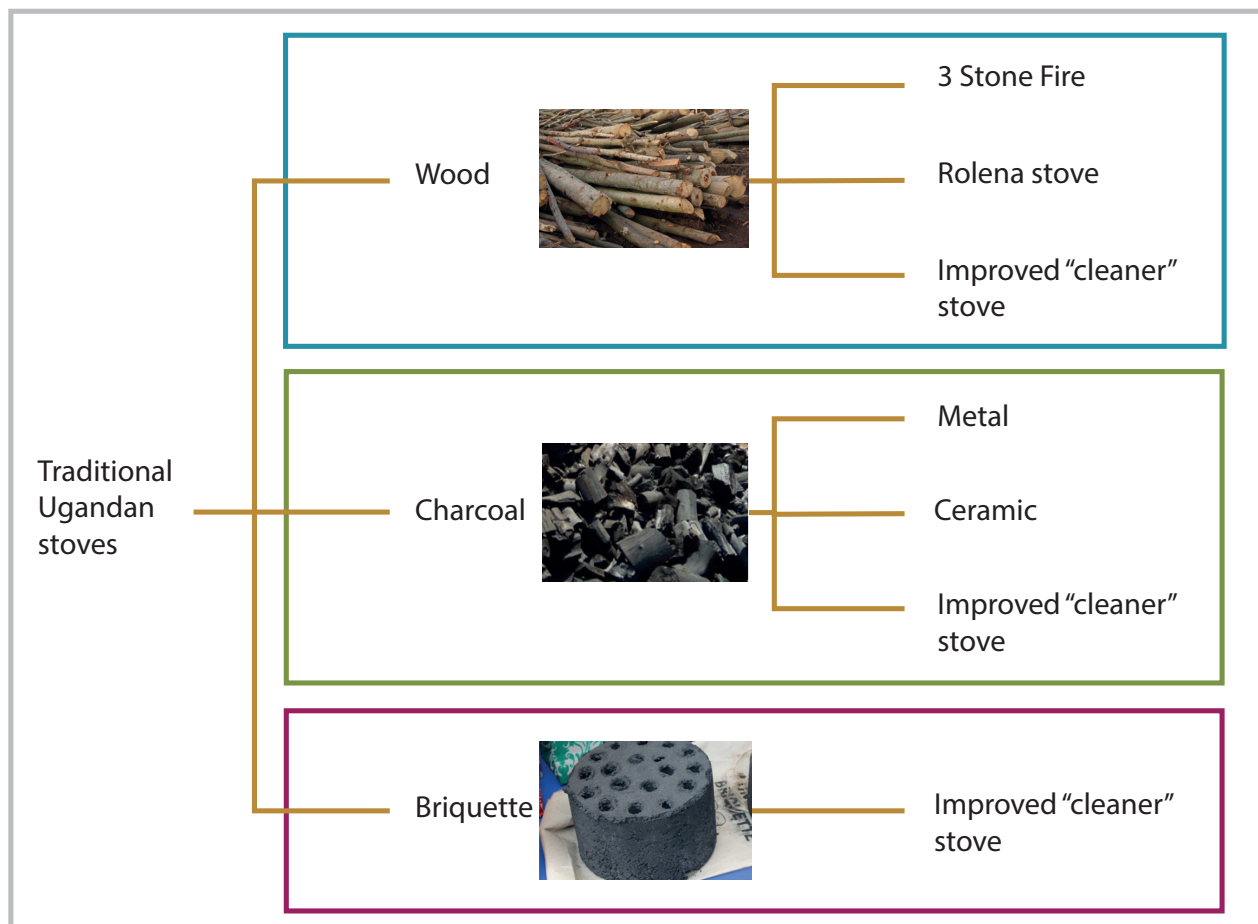 3 Stone Fire
Wood
Rolena stove
Improved “cleaner”
stove
Traditional
Ugandan
stoves
Charcoal
Metal
Ceramic
Improved “cleaner”
stove
Briquette
BRIQUETTE
Improved “cleaner”
stove